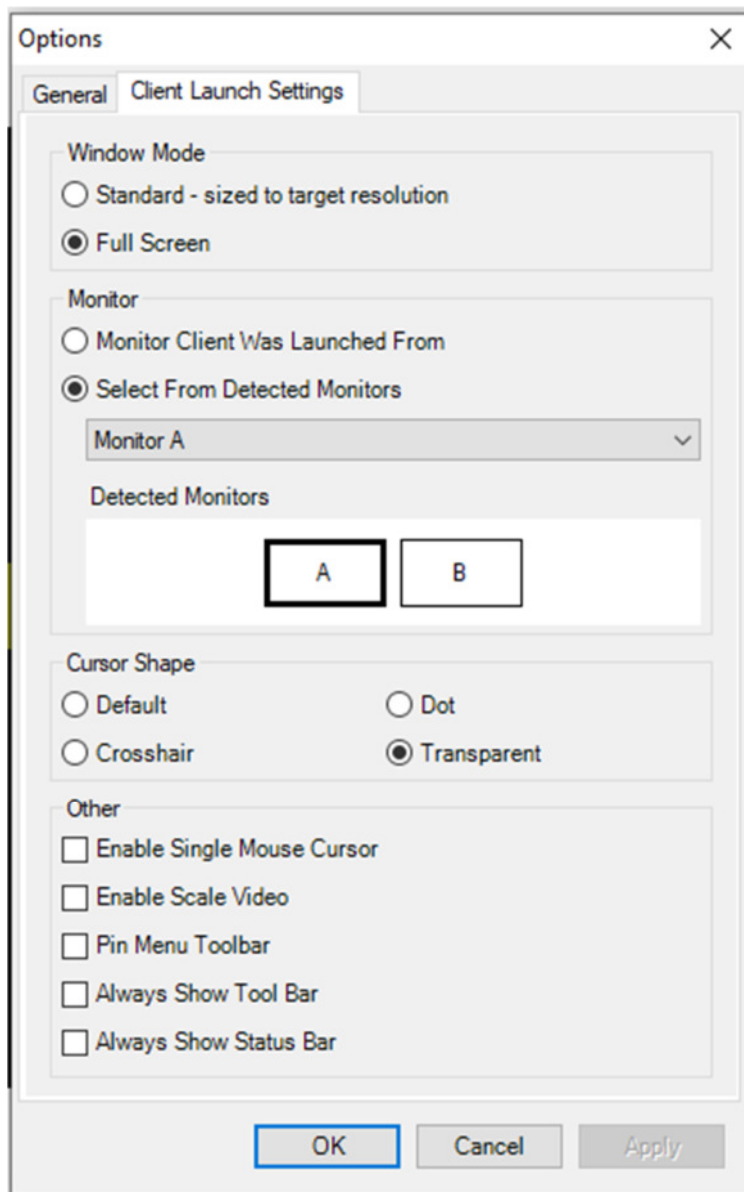 Options
General
Client Launch Settings
Window Mode
Standard - sized to target resolution
Full Screen
Monitor
Monitor Client Was Launched From
Select From Detected Monitors
Monitor A
Detected Monitors
A
B
Cursor Shape
Default
Dot
Crosshair
Transparent
Other
Enable Single Mouse Cursor
Enable Scale Video
Pin Menu Toolbar
Always Show Tool Bar
Always Show Status Bar
OK
Cancel
Apply